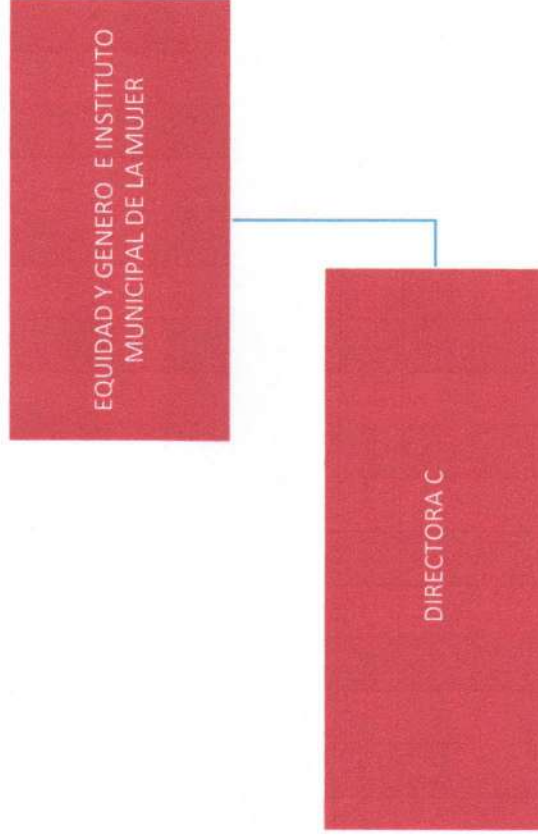 EQUIDAD Y GENERO E INSTITUTO
MUNICIPAL DE LA MUJER
DIRECTORA C